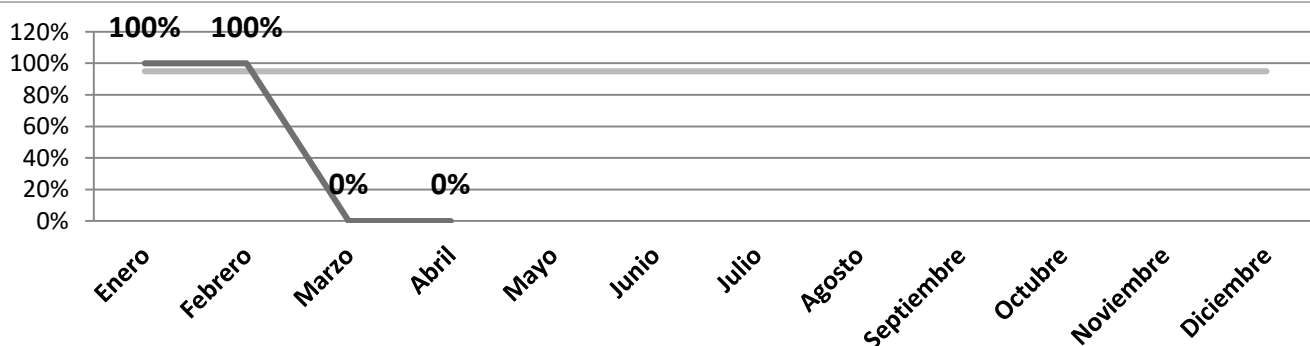 120%
100%
80%
60%
40%
20%
0%
100% 100%
0% 0%
Enero
Febrero
Marzo
Abril
Mayo
Junio
Julio
Agosto
Septiembre
Octubre
Noviembre
Diciembre